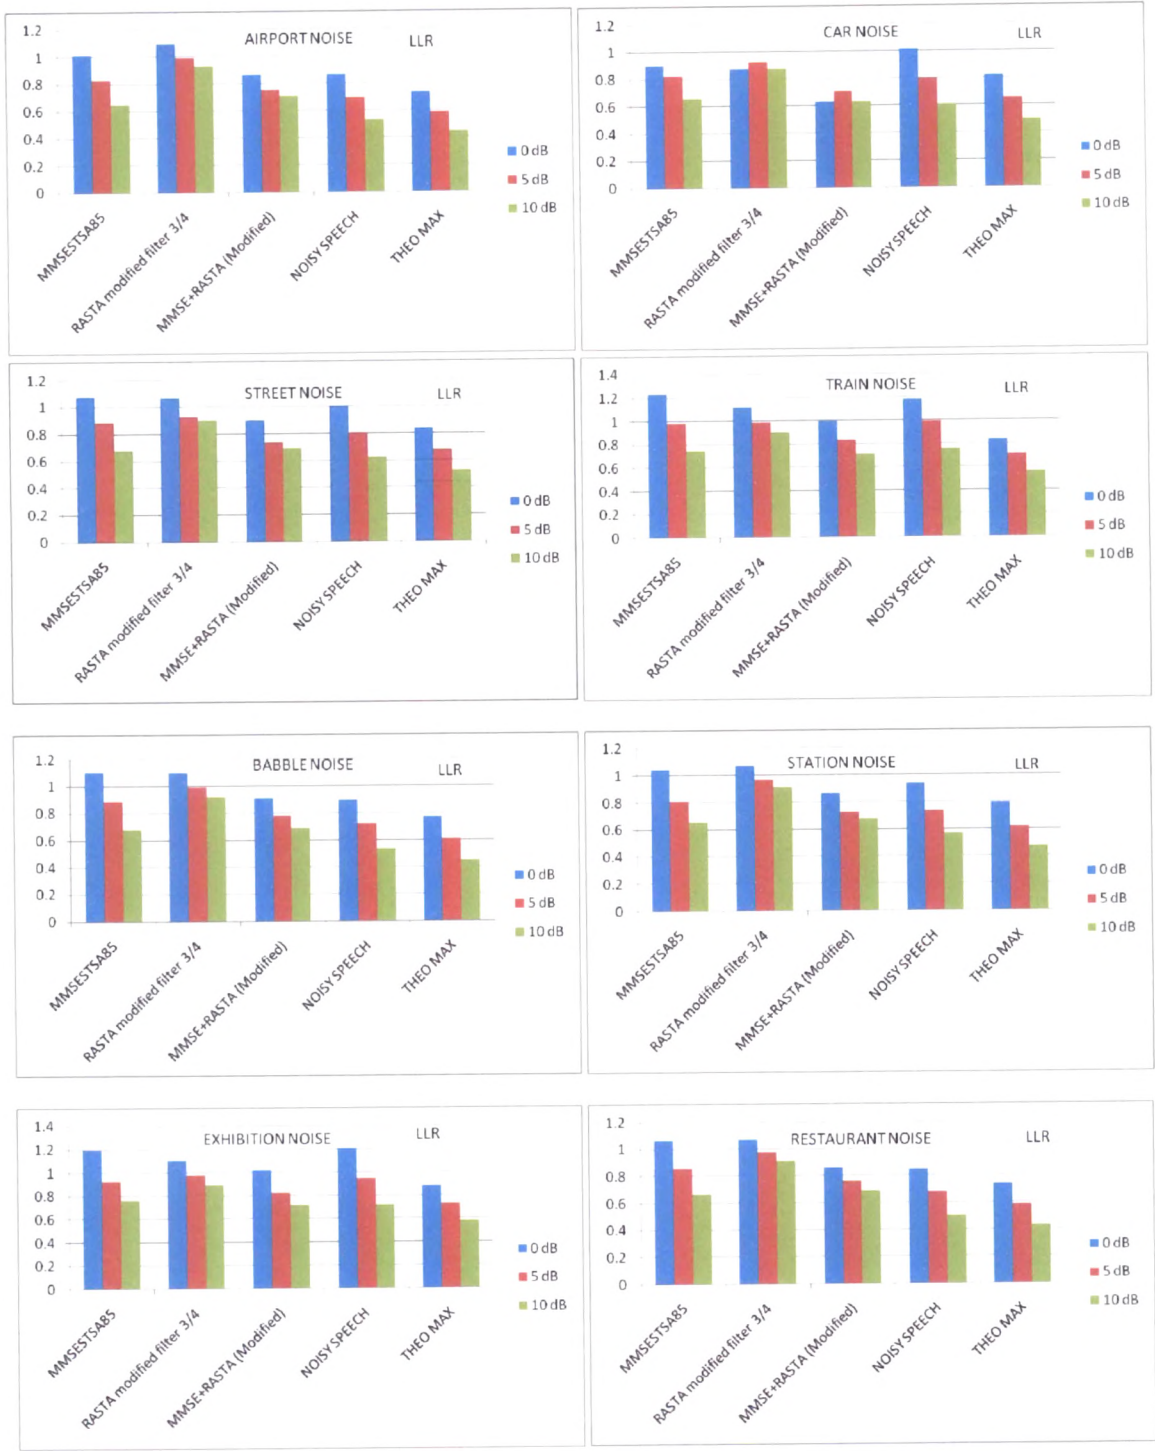 AIRPORT NOISE LLR
1.2
1
0.8
0.6
0.4
0.2
0
0 dB
5 dB
10 dB
MMSESTSA85
RASTA modified filter 3/4
MMSE+RASTA (Modified)
NOISY SPEECH
THEO MAX
CAR NOISE LLR
1.2
1
0.8
0.6
0.4
0.2
0
0 dB
5 dB
10 dB
MMSESTSA85
RASTA modified filter 3/4
MMSE+RASTA (Modified)
NOISY SPEECH
THEO MAX
STREET NOISE LLR
1.2
1
0.8
0.6
0.4
0.2
0
0 dB
5 dB
10 dB
MMSESTSA85
RASTA modified filter 3/4
MMSE+RASTA (Modified)
NOISY SPEECH
THEO MAX
TRAIN NOISE LLR
1.4
1.2
1
0.8
0.6
0.4
0.2
0
0 dB
5 dB
10 dB
MMSESTSA85
RASTA modified filter 3/4
MMSE+RASTA (Modified)
NOISY SPEECH
THEO MAX
BABBLE NOISE LLR
1.2
1
0.8
0.6
0.4
0.2
0
0 dB
5 dB
10 dB
MMSESTSA85
RASTA modified filter 3/4
MMSE+RASTA (Modified)
NOISY SPEECH
THEO MAX
STATION NOISE LLR
1.2
1
0.8
0.6
0.4
0.2
0
0 dB
5 dB
10 dB
MMSESTSA85
RASTA modified filter 3/4
MMSE+RASTA (Modified)
NOISY SPEECH
THEO MAX
EXHIBITION NOISE LLR
1.4
1.2
1
0.8
0.6
0.4
0.2
0
0 dB
5 dB
10 dB
MMSESTSA85
RASTA modified filter 3/4
MMSE+RASTA (Modified)
NOISY SPEECH
THEO MAX
RESTAURANT NOISE LLR
1.2
1
0.8
0.6
0.4
0.2
0
0 dB
5 dB
10 dB
MMSESTSA85
RASTA modified filter 3/4
MMSE+RASTA (Modified)
NOISY SPEECH
THEO MAX